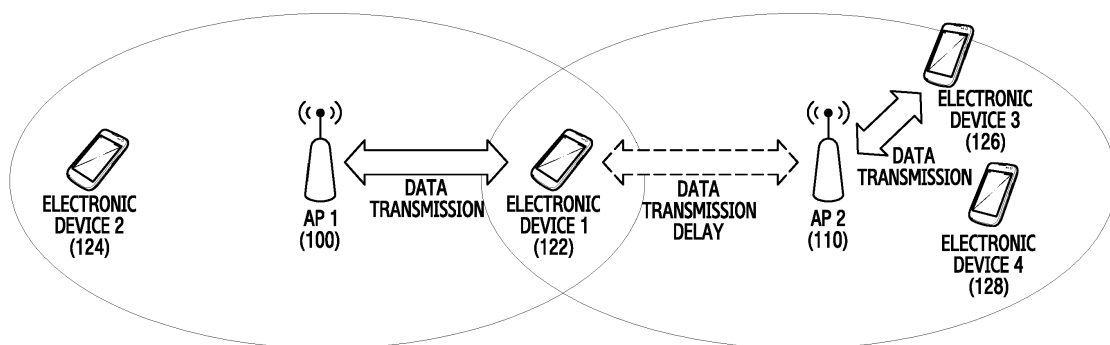 ELECTRONIC
DEVICE 2
(124)
AP 1
(100)
DATA
TRANSMISSION
ELECTRONIC
DEVICE 1
(122)
DATA
TRANSMISSION
DELAY
AP 2
(110)
DATA
TRANSMISSION
ELECTRONIC
DEVICE 3
(126)
ELECTRONIC
DEVICE 4
(128)